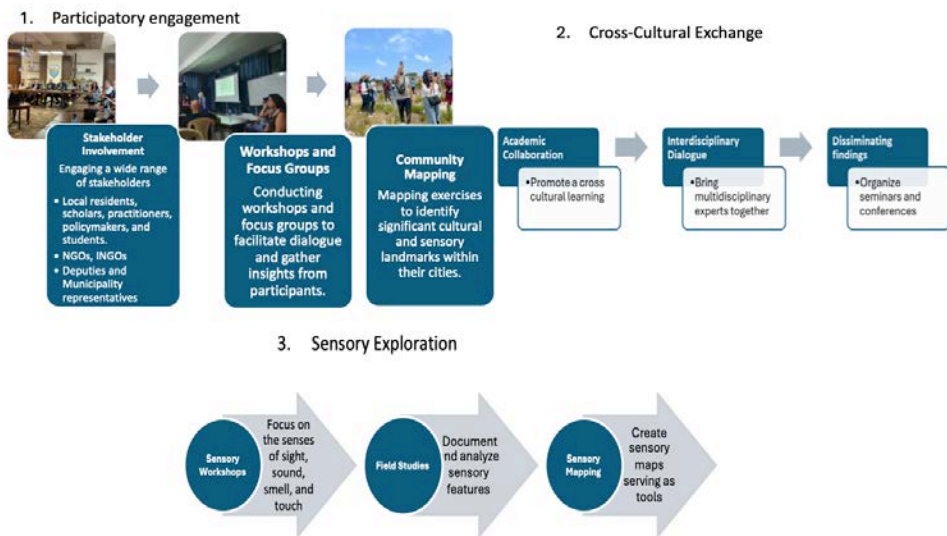 1. Participatory engagement
Stakeholder
Involvement
Engaging a wide range
of stakeholders
• Local residents,
scholars, practitioners,
policymakers, and
students.
• NGOs, INGOs
• Deputies and
Municipality
representatives
Workshops and
Focus Groups
Conducting
workshops and
focus groups to
facilitate dialogue
and gather
insights from
participants.
Community
Mapping
Mapping exercises
to identify
significant cultural
and sensory
landmarks within
their cities.
2. Cross-Cultural Exchange
Academic
Collaboration
•Promote a cross
cultural learning
Interdisciplinary
Dialogue
•Bring
multidisciplinary
experts together
Dissiminating
findings
•Organize
seminars and
conferences
3. Sensory Exploration
Sensory
Workshops
Focus on
the senses
of sight,
sound,
smell, and
touch
Field Studies
Document
nd analyze
sensory
features
Sensory
Mapping
Create
sensory
maps
serving as
tools